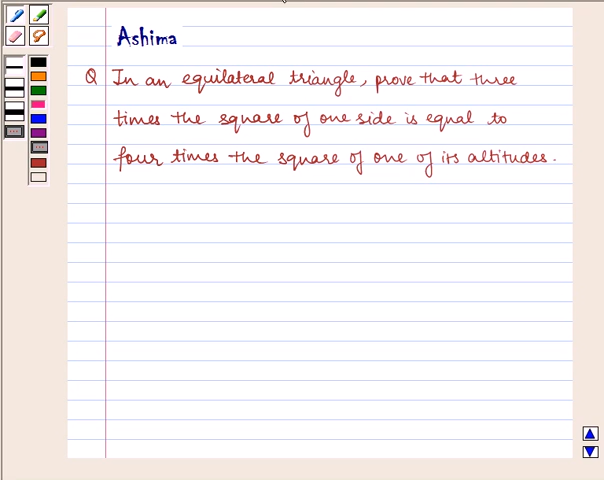 Ashima
Q In an equilateral triangle, prove that three
times the square of one side is equal to
four times the square of one of its altitudes.